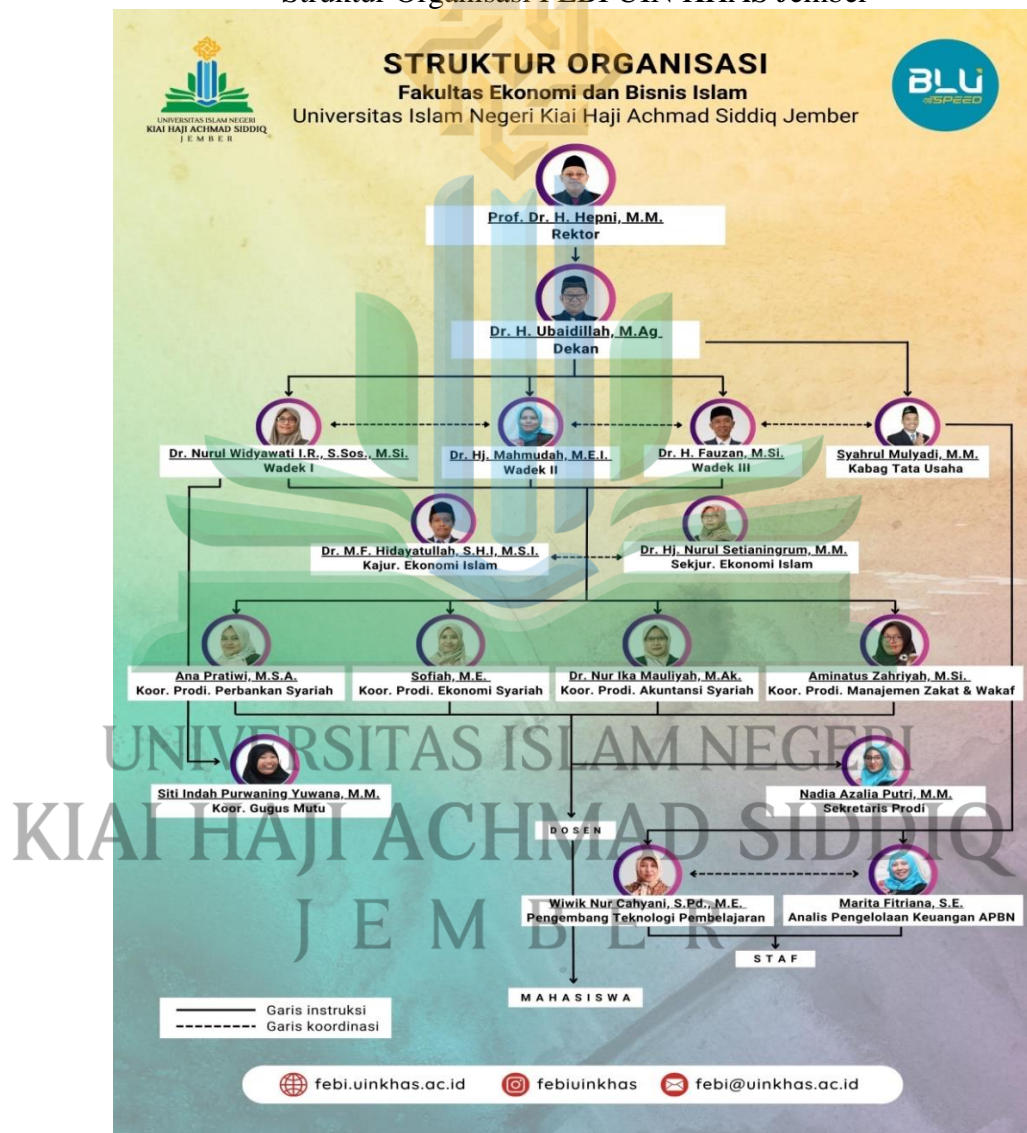 Struktur Organisasi FEBI UIN KHAS Jember
UNIVERSITAS ISLAM NEGERI
KIAI HAJI ACHMAD SIDDIQ
JEMBER
STRUKTUR ORGANISASI
Fakultas Ekonomi dan Bisnis Islam
Universitas Islam Negeri Kiai Haji Achmad Siddiq Jember
BLU
SPEED
Prof. Dr. H. Hepni, M.M.
Rektor
Dr. H. Ubaidillah, M.Ag
Dekan
Dr. Nurul Widyawati I.R., S.Sos., M.Si.
Wadek I
Dr. Hj. Mahmudah, M.E.I.
Wadek II
Dr. H. Fauzan, M.Si.
Wadek III
Syahrul Mulyadi, M.M.
Kabag Tata Usaha
Dr. M.F. Hidayatullah, S.H.I, M.S.I.
Kajur. Ekonomi Islam
Dr. Hj. Nurul Setianingrum, M.M.
Sekjur. Ekonomi Islam
Ana Pratiwi, M.S.A.
Koor. Prodi. Perbankan Syariah
Sofiah, M.E.
Koor. Prodi. Ekonomi Syariah
Dr. Nur Ika Mauliyah, M.Ak.
Koor. Prodi. Akuntansi Syariah
Aminatus Zahriyah, M.Si.
Koor. Prodi. Manajemen Zakat & Wakaf
UNIVERSITAS ISLAM NEGERI
Siti Indah Purwaning Yuwana, M.M.
Koor. Gugus Mutu
Nadia Azalia Putri, M.M.
Sekretaris Prodi
KIAI HAJI ACHMAD SIDDIQ
DOSEN
Wiwik Nur Cahyani, S.Pd., M.E.
Pengembang Teknologi Pembelajaran
Marita Fitriana, S.E.
Analis Pengelolaan Keuangan APBN
JEMBER
STAF
MAHASISWA
Garis instruksi
Garis koordinasi
febi.uinkhas.ac.id
febiuinkhas
febi@uinkhas.ac.id